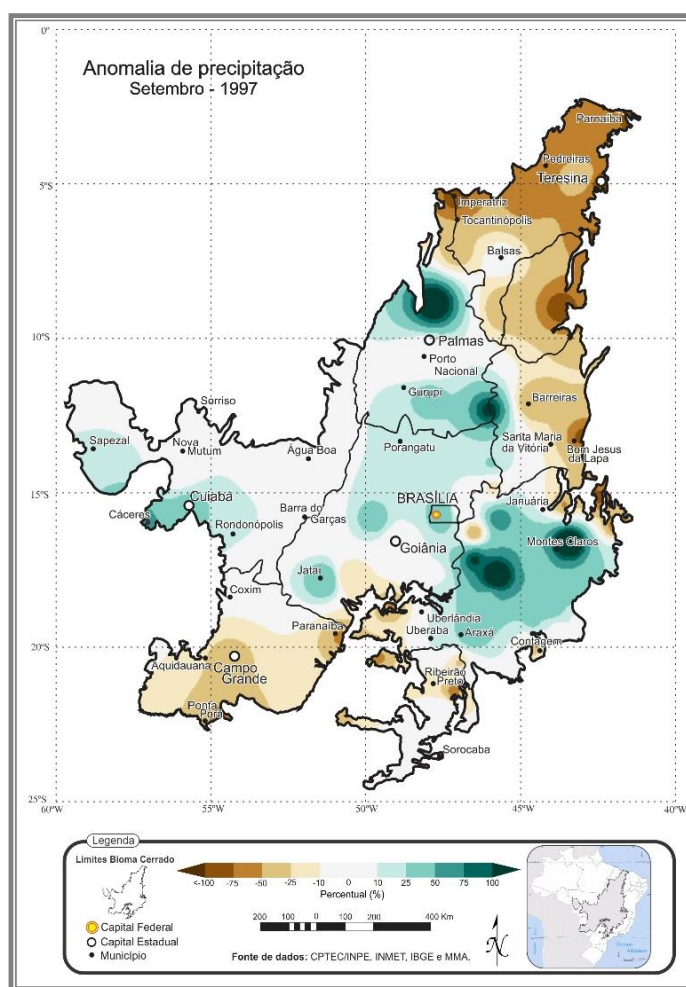 0°
Anomalia de precipitação
Setembro - 1997
Parnaíba
Pedreiras
Teresina
5°S
5°S
Imperatriz
Tocantinópolis
Balsas
10°S
10°S
Palmas
Porto
Nacional
Gurupi
Barreiras
Sorriso
Sapezal
Nova
Mutum
Água Boa
Porangatu
Santa Maria
da Vitória
Bom Jesus
da Lapa
15°S
15°S
Cáceres
Cuiabá
Rondonópolis
Barra do
Garças
BRASÍLIA
Januária
Goiânia
Montes Claros
Jataí
Coxim
Paranaíba
Uberlândia
Uberaba
Araxá
Contagem
20°S
20°S
Aquidauana
Campo
Grande
Ribeirão
Preto
Ponta
Porã
Sorocaba
25°S
60°W
55°W
50°W
45°W
40°W
Legenda
Limites Bioma Cerrado
<-100 -75 -50 -25 -10 0 10 25 50 75 100
Percentual (%)
Capital Federal
Capital Estadual
Município
200 100 0 100 200 400 Km
N
Fonte de dados: CPTEC/INPE. INMET, IBGE e MMA.